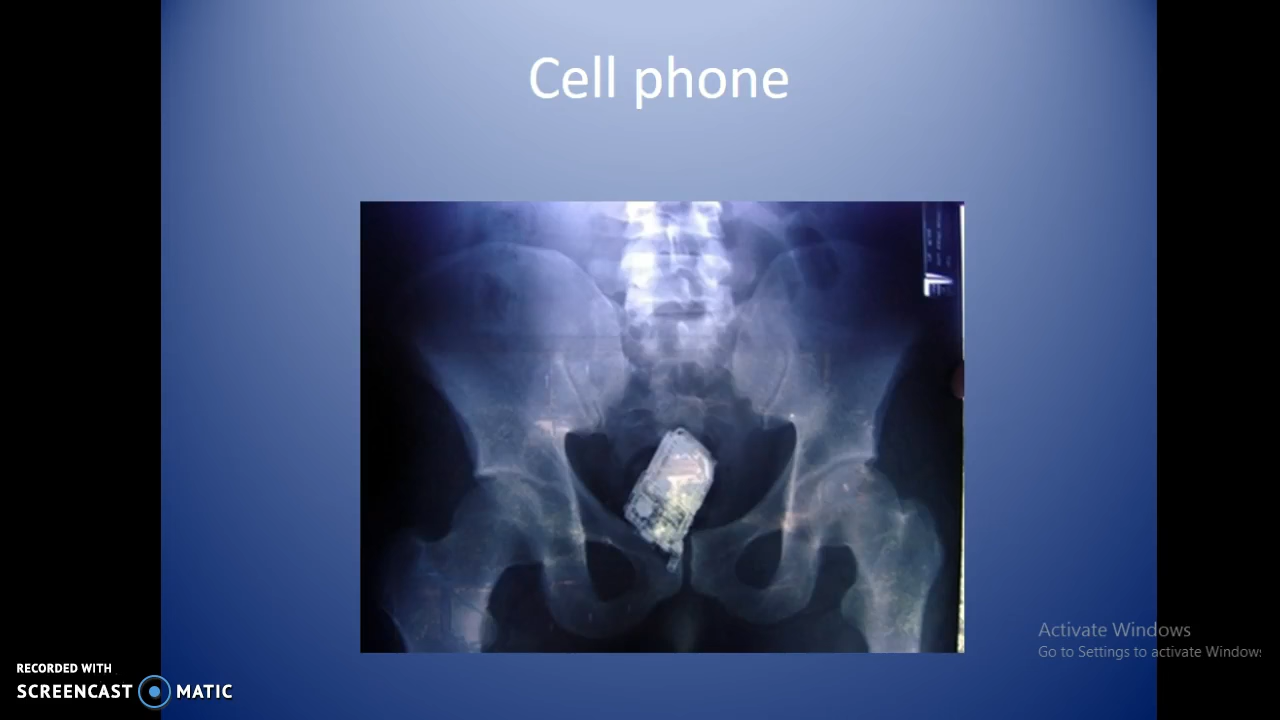 Cell phone
Activate Windows
Go to Settings to activate Windows
RECORDED WITH
SCREENCAST MATIC